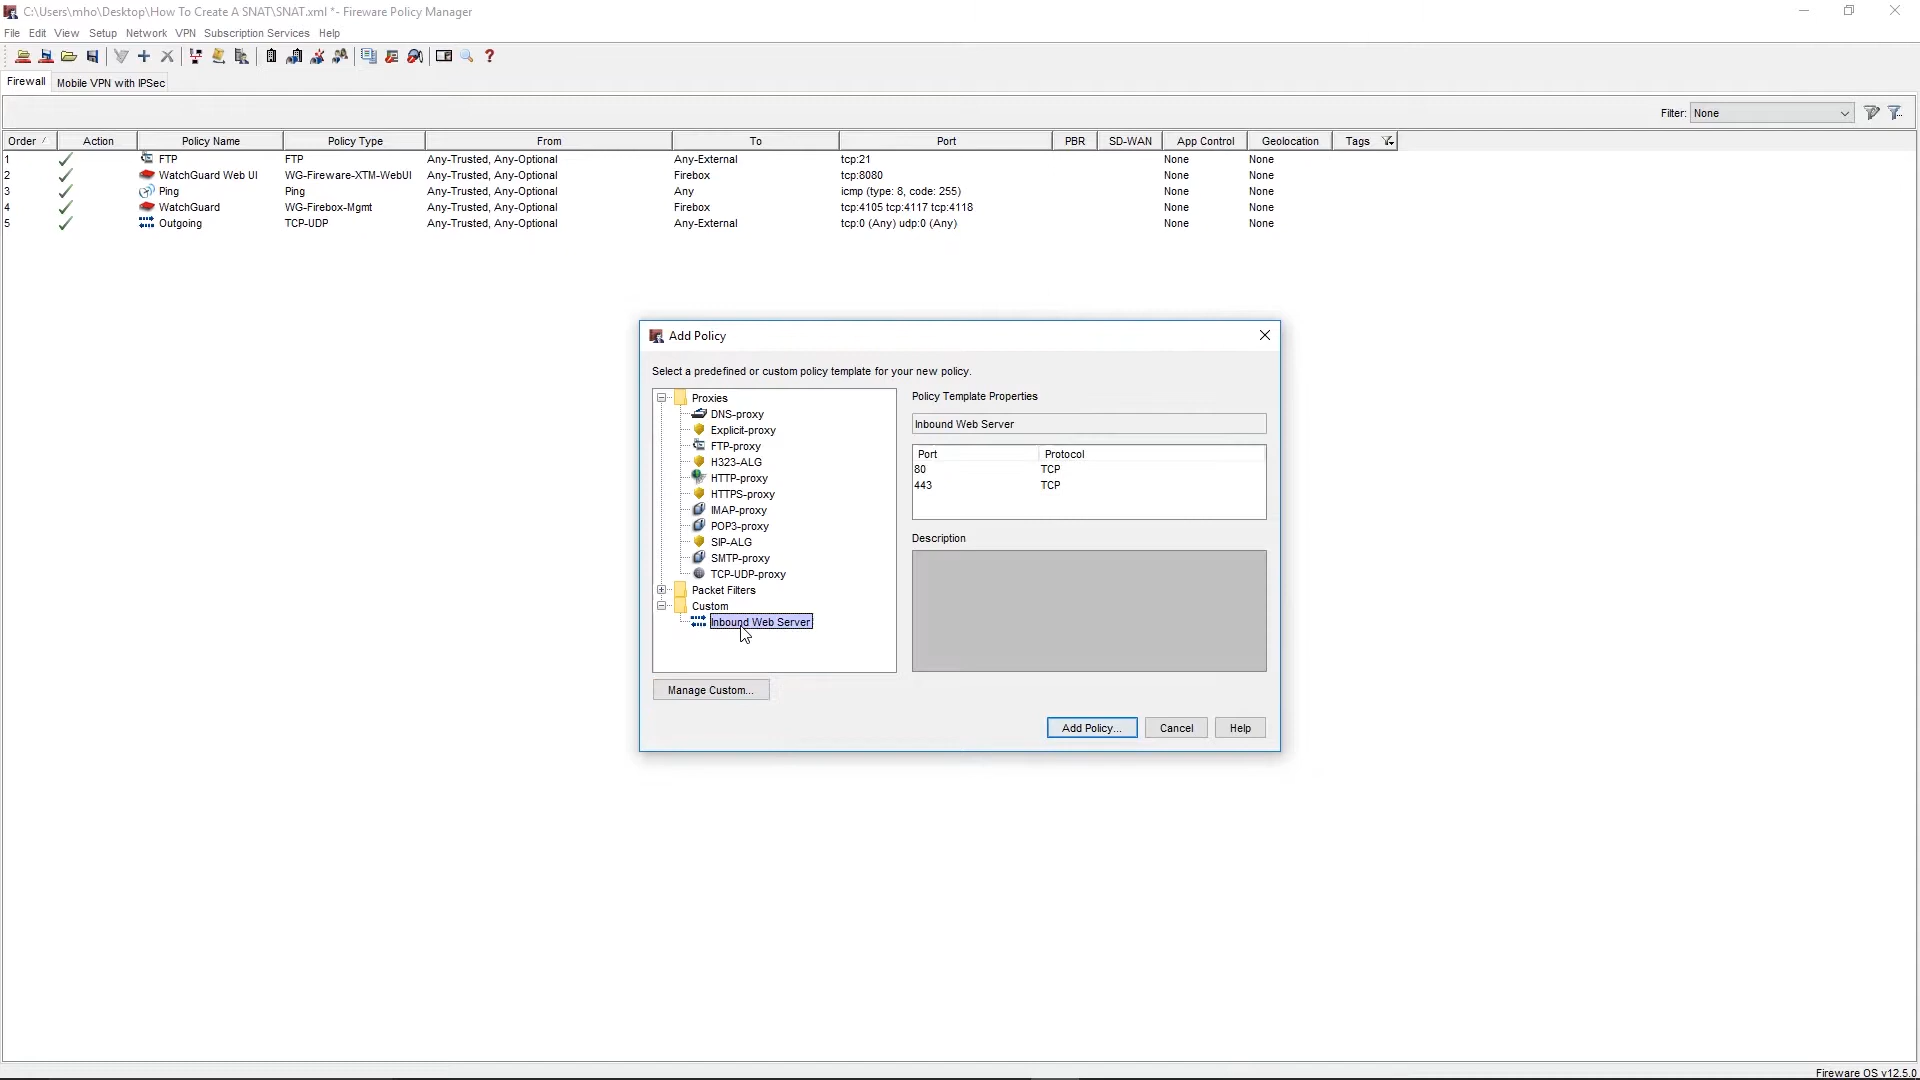 C:\Users\mho\Desktop\How To Create A SNAT\SNAT.xml *- Fireware Policy Manager
File Edit View Setup Network VPN Subscription Services Help
Firewall Mobile VPN with IPSec
Filter: None
Order / Action Policy Name Policy Type From To Port PBR SD-WAN App Control Geolocation Tags
1 FTP FTP Any-Trusted, Any-Optional Any-External tcp:21 None None
2 WatchGuard Web UI WG-Fireware-XTM-WebUI Any-Trusted, Any-Optional Firebox tcp:8080 None None
3 Ping Ping Any-Trusted, Any-Optional Any icmp (type: 8, code: 255) None None
4 WatchGuard WG-Firebox-Mgmt Any-Trusted, Any-Optional Firebox tcp:4105 tcp:4117 tcp:4118 None None
5 Outgoing TCP-UDP Any-Trusted, Any-Optional Any-External tcp:0 (Any) udp:0 (Any) None None
Add Policy
Select a predefined or custom policy template for your new policy.
Proxies
DNS-proxy
Explicit-proxy
FTP-proxy
H323-ALG
HTTP-proxy
HTTPS-proxy
IMAP-proxy
POP3-proxy
SIP-ALG
SMTP-proxy
TCP-UDP-proxy
Packet Filters
Custom
Inbound Web Server
Manage Custom...
Policy Template Properties
Inbound Web Server
Port Protocol
80 TCP
443 TCP
Description
Add Policy... Cancel Help
Fireware OS v12.5.0